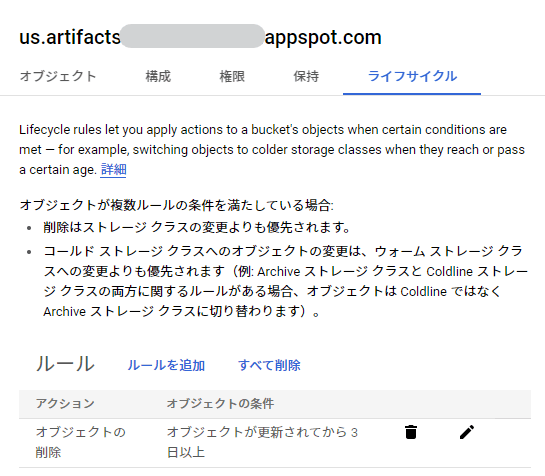 us.artifacts appspot.com
オブジェクト 構成 権限 保持 ライフサイクル
Lifecycle rules let you apply actions to a bucket's objects when certain conditions are
met — for example, switching objects to colder storage classes when they reach or pass
a certain age. 詳細
オブジェクトが複数ルールの条件を満たしている場合:
• 削除はストレージ クラスの変更よりも優先されます。
• コールド ストレージ クラスへのオブジェクトの変更は、ウォーム ストレージ クラ
スへの変更よりも優先されます（例: Archive ストレージ クラスと Coldline ストレー
ジ クラスの両方に関するルールがある場合、オブジェクトは Coldline ではなく
Archive ストレージ クラスに切り替わります）。
ルール ルールを追加 すべて削除
アクション オブジェクトの条件
オブジェクトの オブジェクトが更新されてから 3
削除 日以上